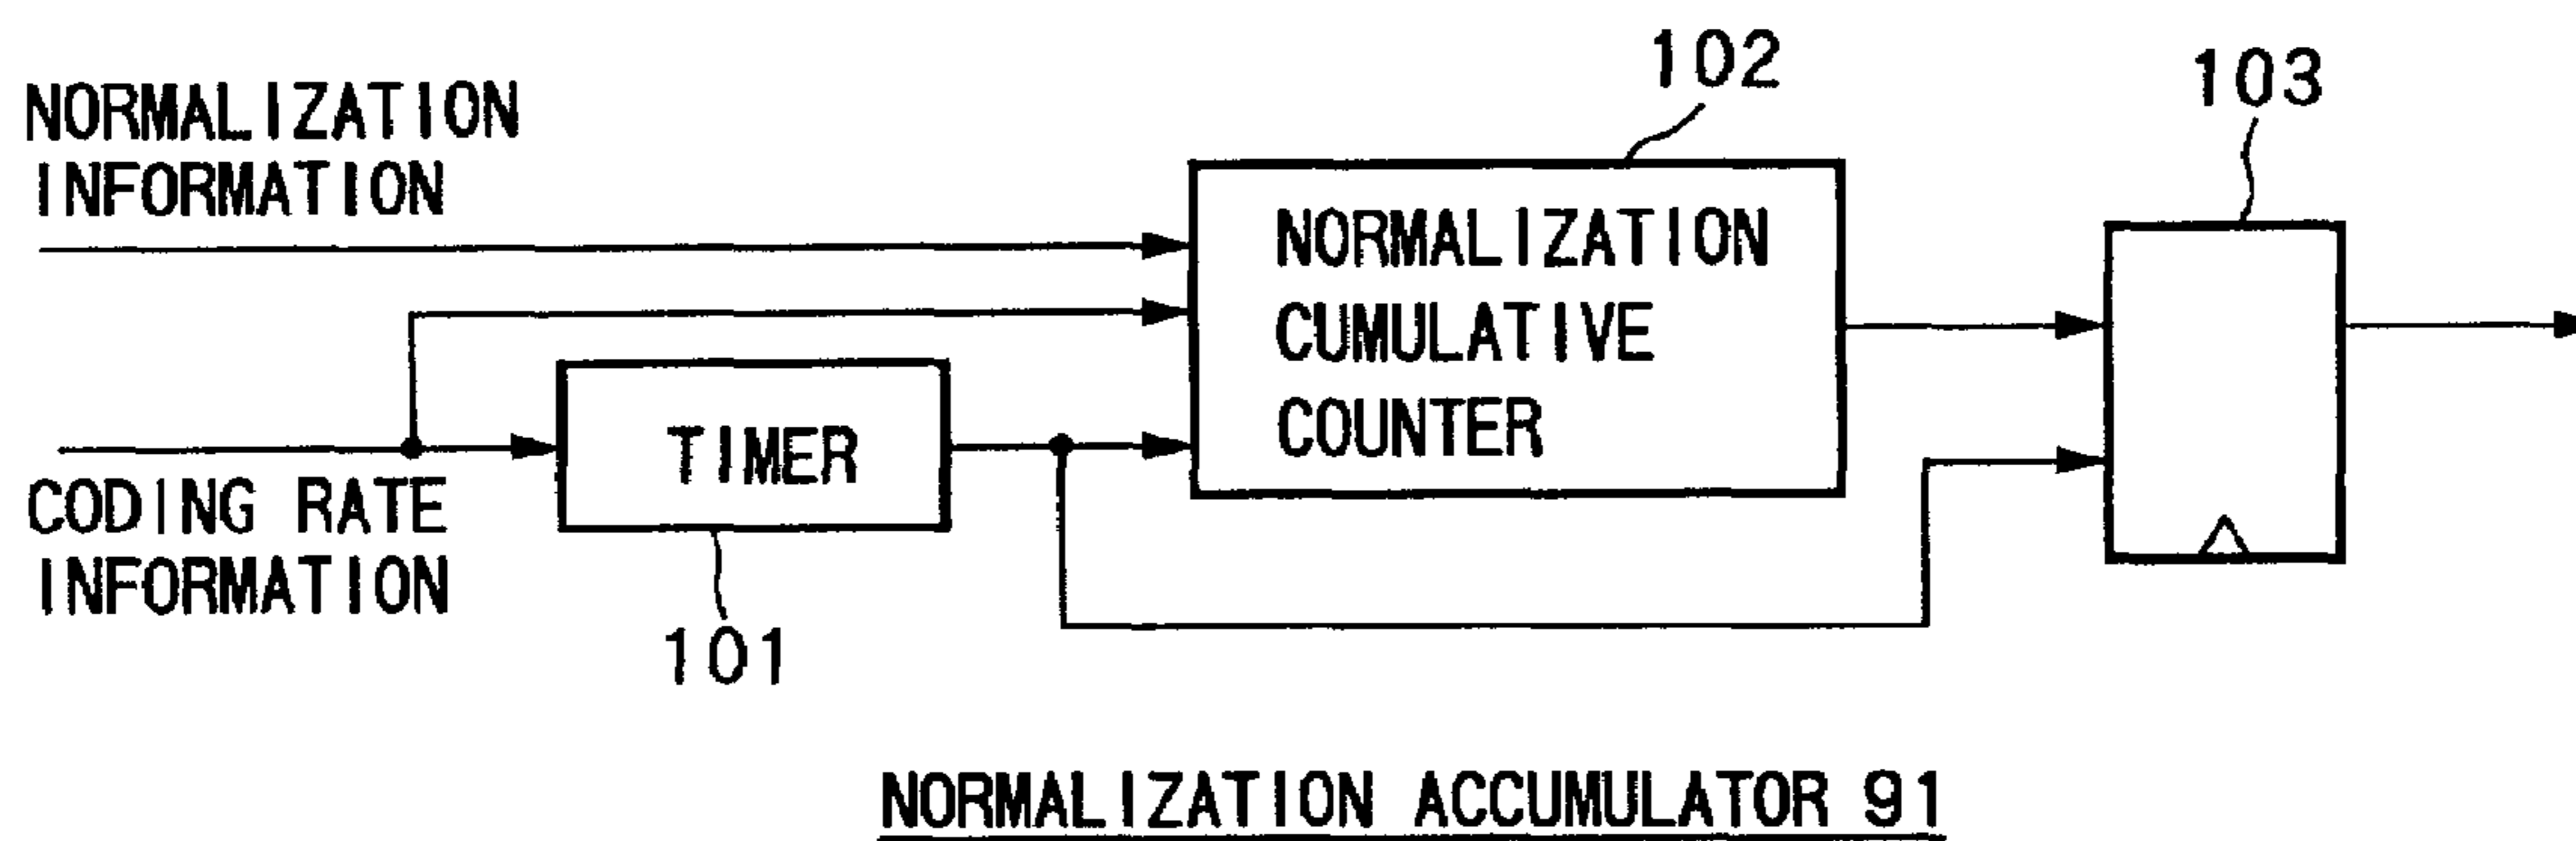 NORMALIZATION
INFORMATION
102
103
NORMALIZATION
CUMULATIVE
COUNTER
TIMER
CODING RATE
INFORMATION
101
NORMALIZATION ACCUMULATOR 91